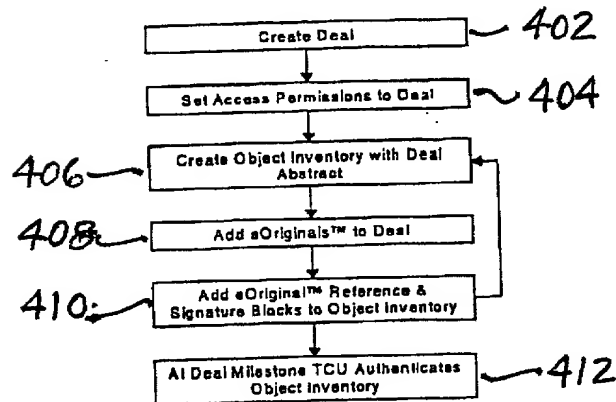 Create Deal
402
Set Access Permissions to Deal
404
406
Create Object Inventory with Deal
Abstract
408
Add eOriginals™ to Deal
410
Add eOriginal™ Reference &
Signature Blocks to Object Inventory
At Deal Milestone TCU Authenticates
Object Inventory
412